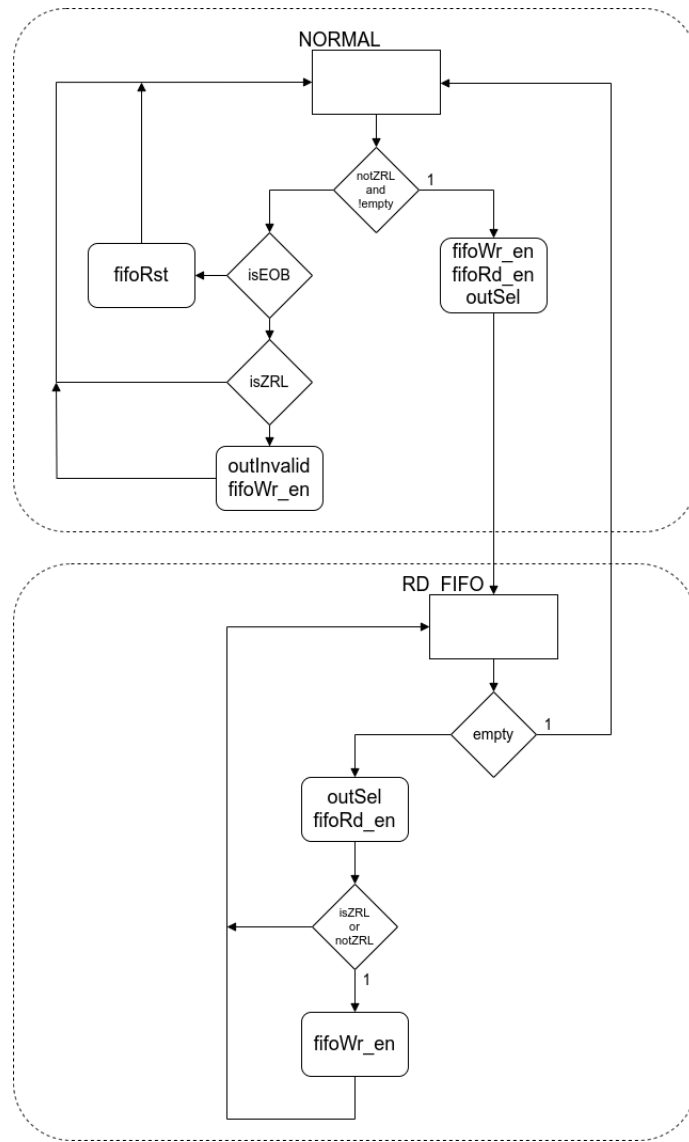 NORMAL
notZRL
and
!empty
1
fifoWr_en
fifoRd_en
outSel
isEOB
fifoRst
isZRL
outInvalid
fifoWr_en
RD_FIFO
empty
1
outSel
fifoRd_en
isZRL
or
notZRL
1
fifoWr_en